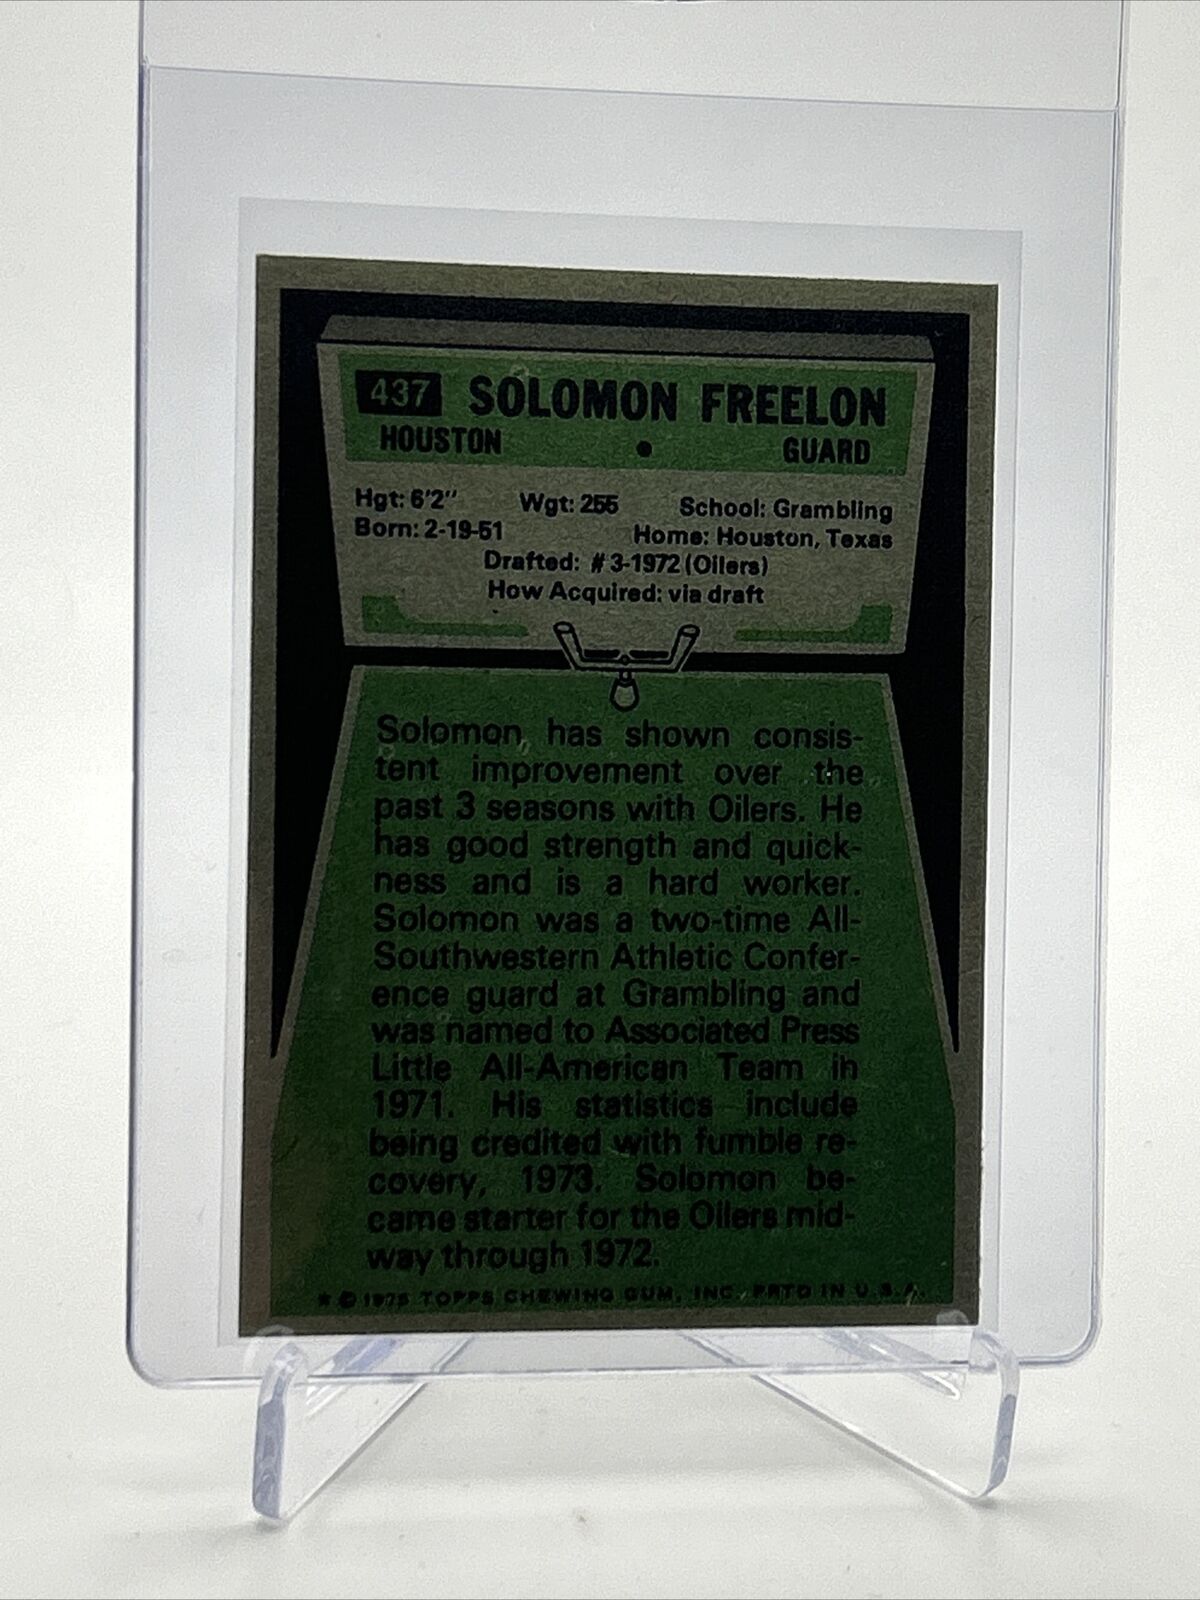 437 SOLOMON FREELON
HOUSTON • GUARD
Hgt: 6'2" Wgt: 255 School: Grambling
Born: 2-19-51 Home: Houston, Texas
Drafted: #3-1972 (Oilers)
How Acquired: via draft
Solomon has shown consis-
tent improvement over the
past 3 seasons with Oilers. He
has good strength and quick-
ness and is a hard worker.
Solomon was a two-time All-
Southwestern Athletic Confer-
ence guard at Grambling and
was named to Associated Press
Little All-American Team in
1971. His statistics include
being credited with fumble re-
covery, 1973. Solomon be-
came starter for the Oilers mid-
way through 1972.
* © 1975 TOPPS CHEWING GUM, INC. PRTD IN U.S.A.